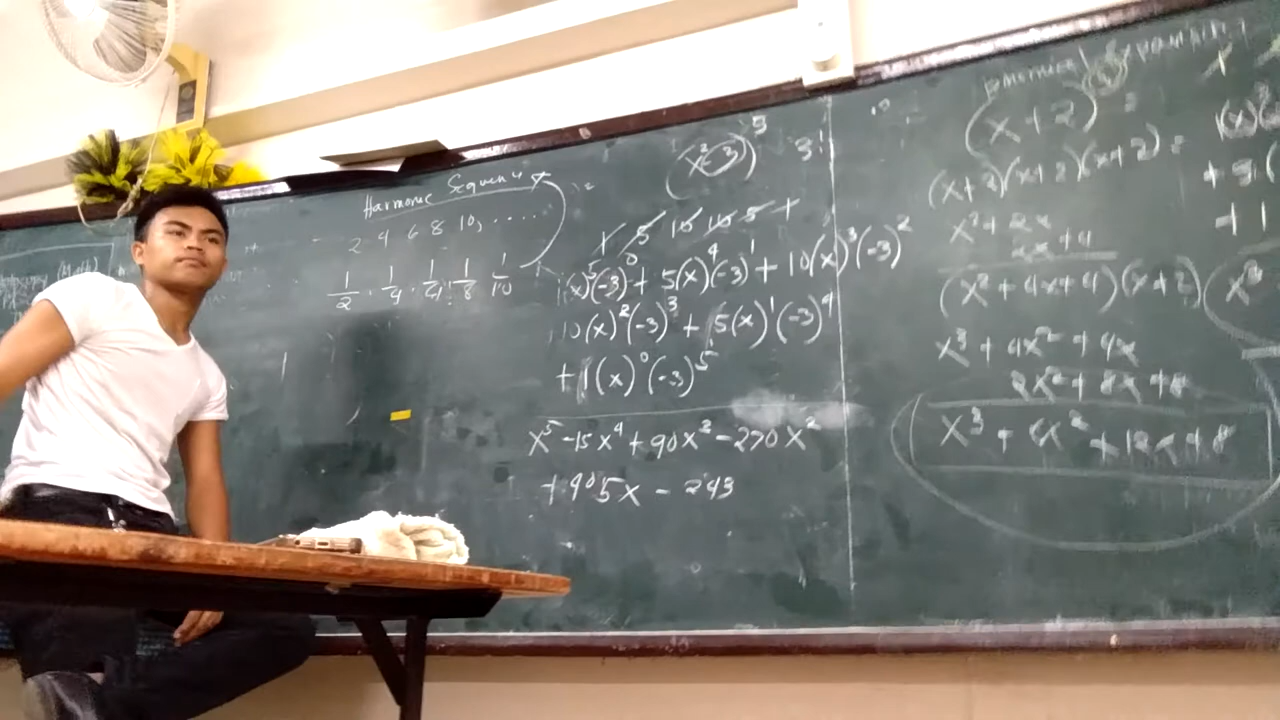 Harmonic Sequence
2 4 6 8 10, .....
1/2 . 1/4 . 1/6 . 1/8 1/10
(x² - 3)⁵ 3!
1 5 10 10 5 1
1(x)⁵(-3)⁰ + 5(x)⁴(-3)¹ + 10(x)³(-3)²
10(x)²(-3)³ + 5(x)¹(-3)⁴
+ 1(x)⁰(-3)⁵
x⁵ - 15x⁴ + 90x² - 270x²
+ 405x - 243
(x + 2)³ =
(x+2)(x+2)(x+2) =
x² + 2x
2x + 4
(x² + 4x + 4)(x + 2)
x³ + 4x² + 4x
2x² + 8x + 8
x³ + 6x² + 12x + 8